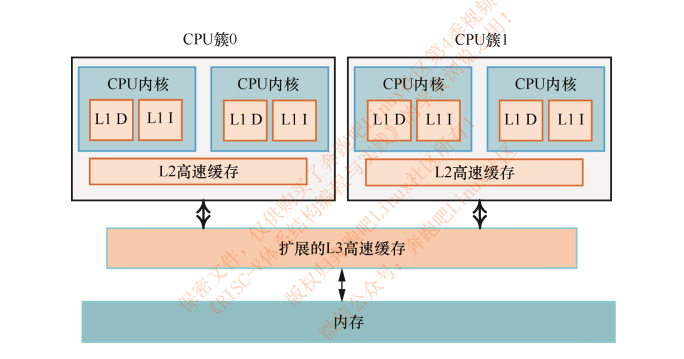 CPU簇0
CPU簇1
CPU内核
CPU内核
CPU内核
CPU内核
L1 D
L1 I
L1 D
L1 I
L1 D
L1 I
L1 D
L1 I
L2高速缓存
L2高速缓存
扩展的L3高速缓存
内存
保密文件,仅供购买了奔跑吧Linux社区第4季视频
《RISC-V体系结构编程与实践》的
浏览使用!
版权归奔跑吧Linux社区所有!
微信公众号:奔跑吧Linux社区